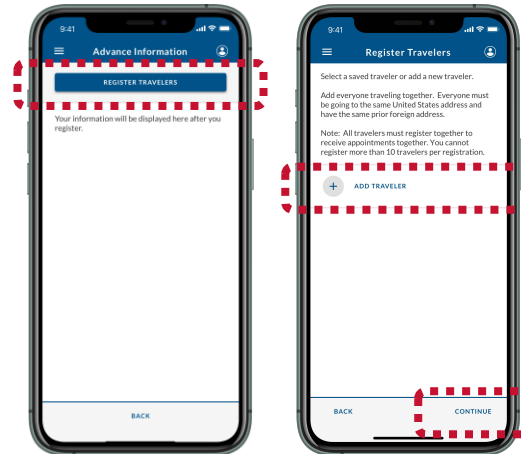 9:41
Advance Information
REGISTER TRAVELERS
Your information will be displayed here after you
register.
BACK
9:41
Register Travelers
Select a saved traveler or add a new traveler.
Add everyone traveling together. Everyone must
be going to the same United States address and
have the same prior foreign address.
Note: All travelers must register together to
receive appointments together. You cannot
register more than 10 travelers per registration.
+ ADD TRAVELER
BACK CONTINUE